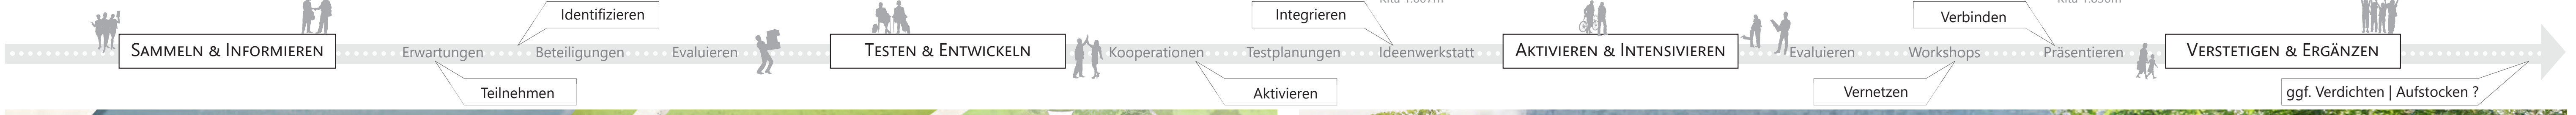 Identifizieren
Integrieren
Verbinden
SAMMELN & INFORMIEREN
Erwartungen
Beteiligungen
Evaluieren
TESTEN & ENTWICKELN
Kooperationen
Testplanungen
Ideenwerkstatt
AKTIVIEREN & INTENSIVIEREN
Evaluieren
Workshops
Präsentieren
VERSTETIGEN & ERGÄNZEN
Teilnehmen
Aktivieren
Vernetzen
ggf. Verdichten | Aufstocken ?